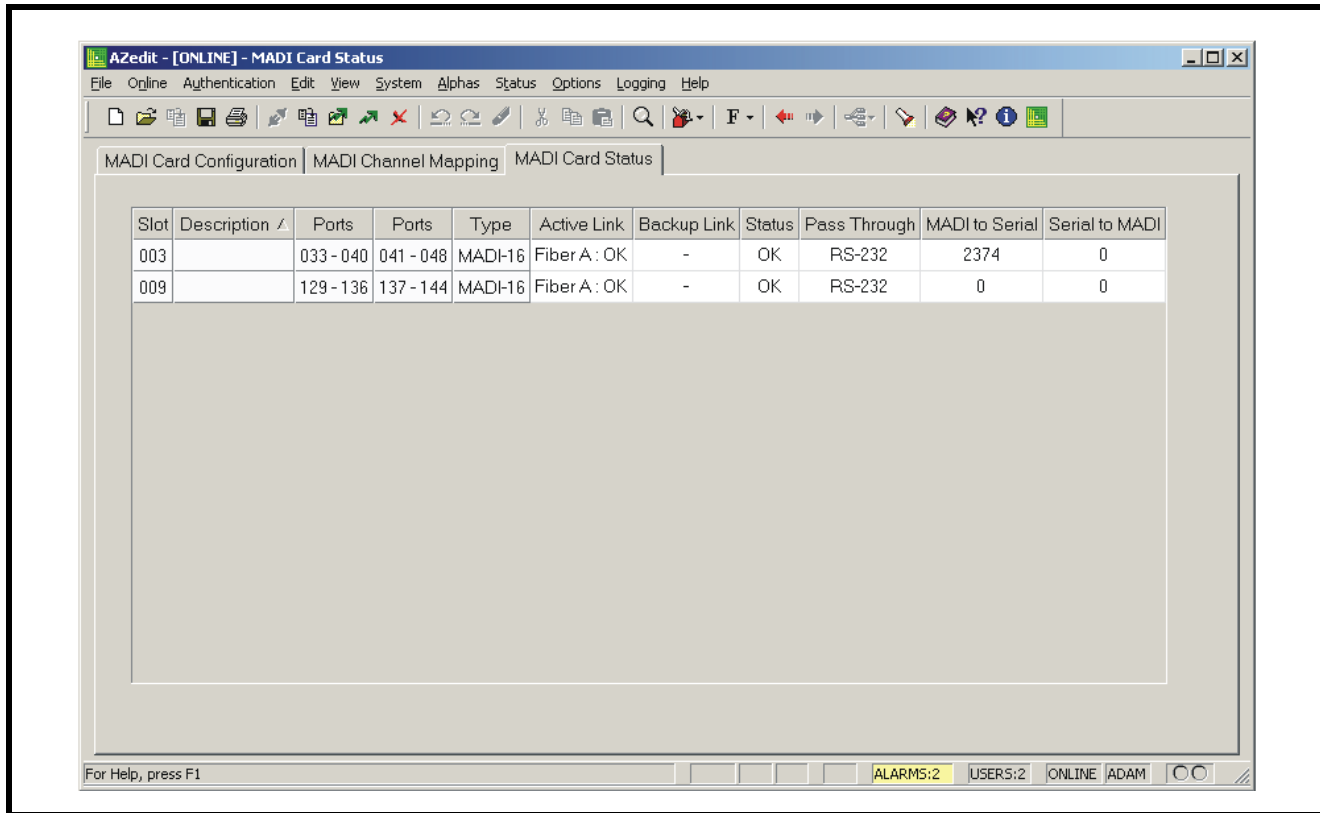 AZedit - [ONLINE] - MADI Card Status
File Online Authentication Edit View System Alphas Status Options Logging Help
F
MADI Card Configuration MADI Channel Mapping MADI Card Status
Slot Description Ports Ports Type Active Link Backup Link Status Pass Through MADI to Serial Serial to MADI
003 033 - 040 041 - 048 MADI-16 Fiber A : OK - OK RS-232 2374 0
009 129 - 136 137 - 144 MADI-16 Fiber A : OK - OK RS-232 0 0
For Help, press F1 ALARMS:2 USERS:2 ONLINE ADAM